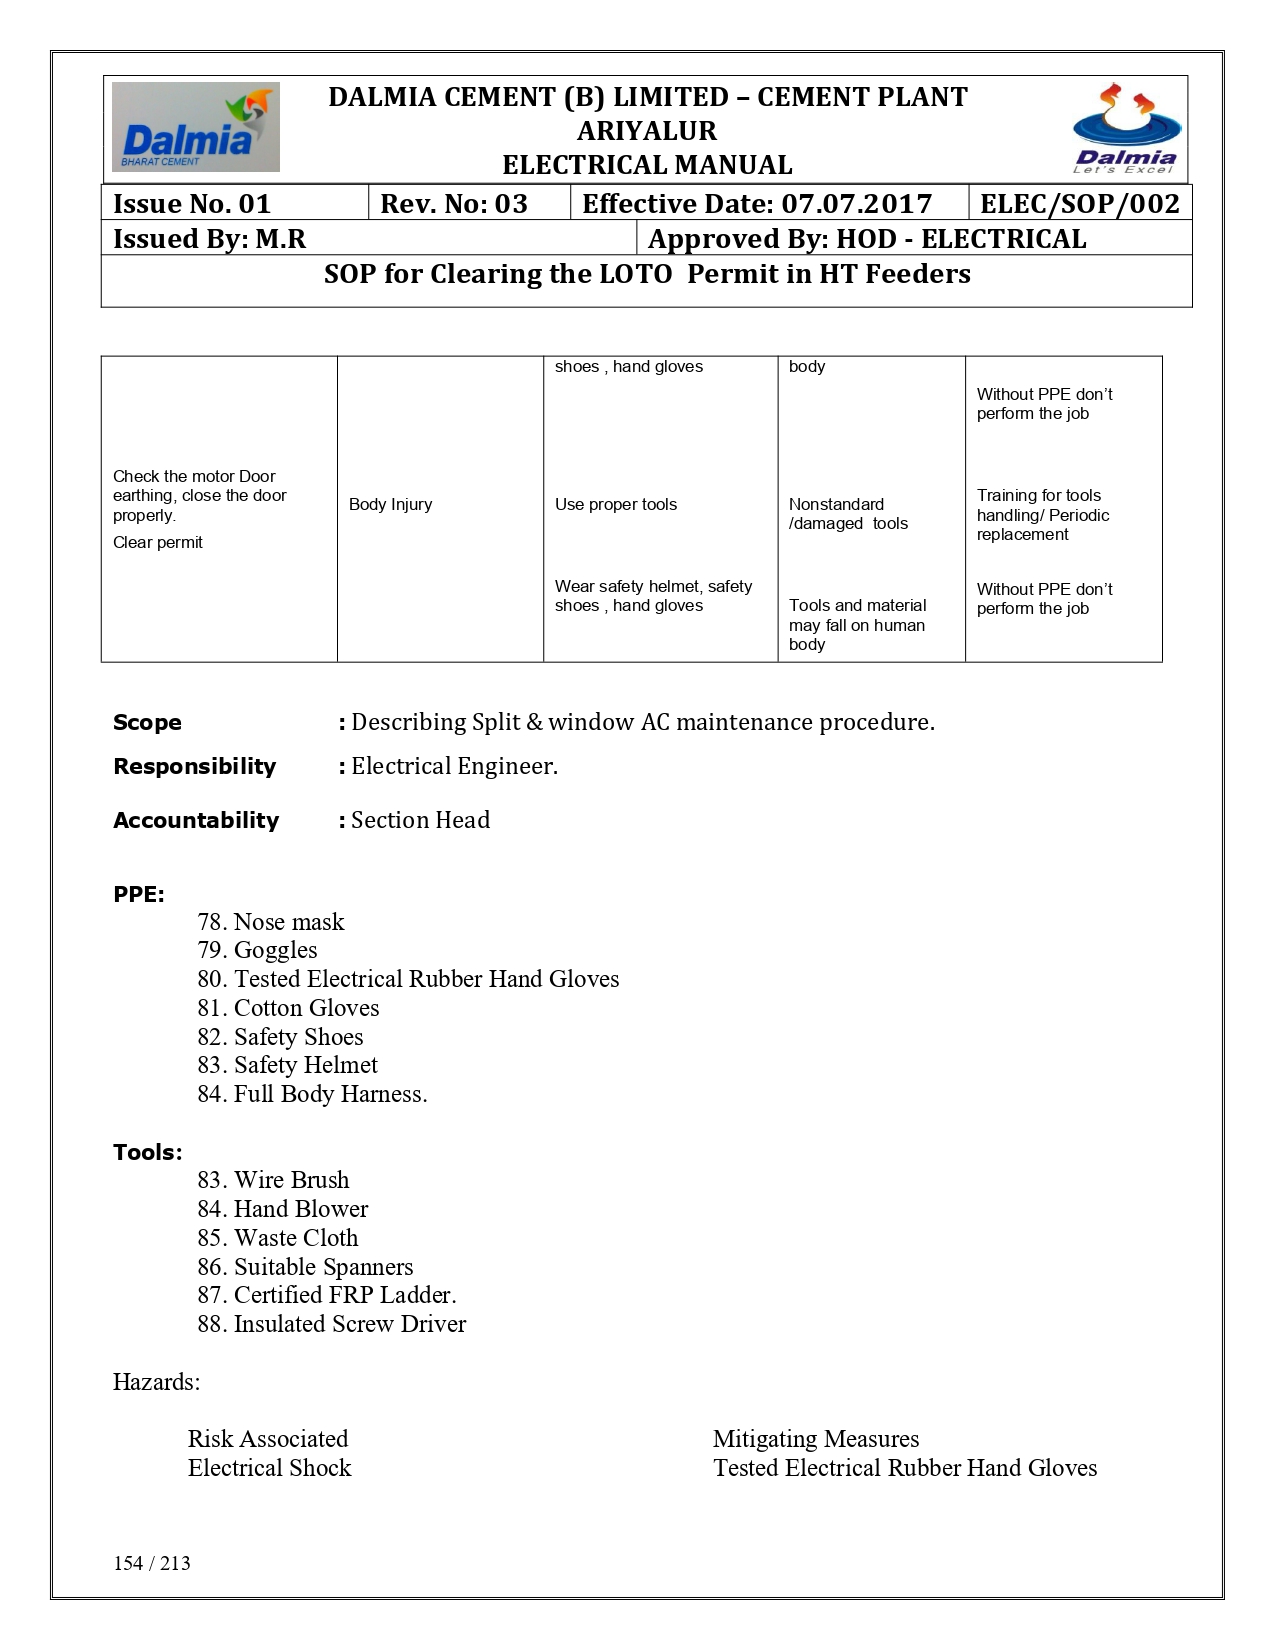 Dalmia
BHARAT CEMENT
DALMIA CEMENT (B) LIMITED – CEMENT PLANT
ARIYALUR
ELECTRICAL MANUAL
Dalmia
Let's Excel
Issue No. 01 Rev. No: 03 Effective Date: 07.07.2017 ELEC/SOP/002
Issued By: M.R Approved By: HOD - ELECTRICAL
SOP for Clearing the LOTO  Permit in HT Feeders
Check the motor Door
earthing, close the door
properly.
Clear permit
Body Injury
shoes , hand gloves
Use proper tools
Wear safety helmet, safety
shoes , hand gloves
body
Nonstandard
/damaged  tools
Tools and material
may fall on human
body
Without PPE don’t
perform the job
Training for tools
handling/ Periodic
replacement
Without PPE don’t
perform the job
Scope : Describing Split & window AC maintenance procedure.
Responsibility : Electrical Engineer.
Accountability : Section Head
PPE:
78. Nose mask
79. Goggles
80. Tested Electrical Rubber Hand Gloves
81. Cotton Gloves
82. Safety Shoes
83. Safety Helmet
84. Full Body Harness.
Tools:
83. Wire Brush
84. Hand Blower
85. Waste Cloth
86. Suitable Spanners
87. Certified FRP Ladder.
88. Insulated Screw Driver
Hazards:
Risk Associated Mitigating Measures
Electrical Shock Tested Electrical Rubber Hand Gloves
154 / 213